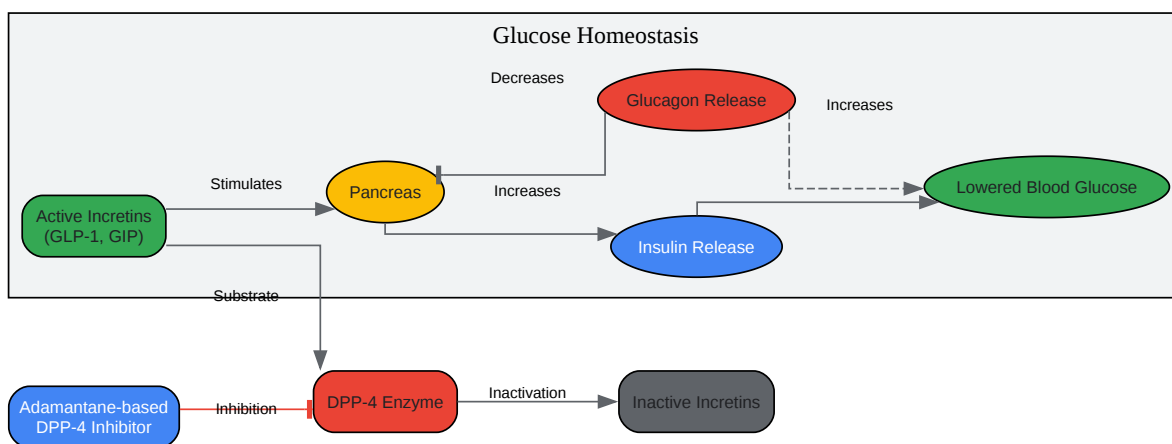 Glucose Homeostasis
Decreases
Glucagon Release
Increases
Stimulates
Pancreas
Increases
Lowered Blood Glucose
Active Incretins
(GLP-1, GIP)
Insulin Release
Substrate
Adamantane-based
DPP-4 Inhibitor
Inhibition
DPP-4 Enzyme
Inactivation
Inactive Incretins